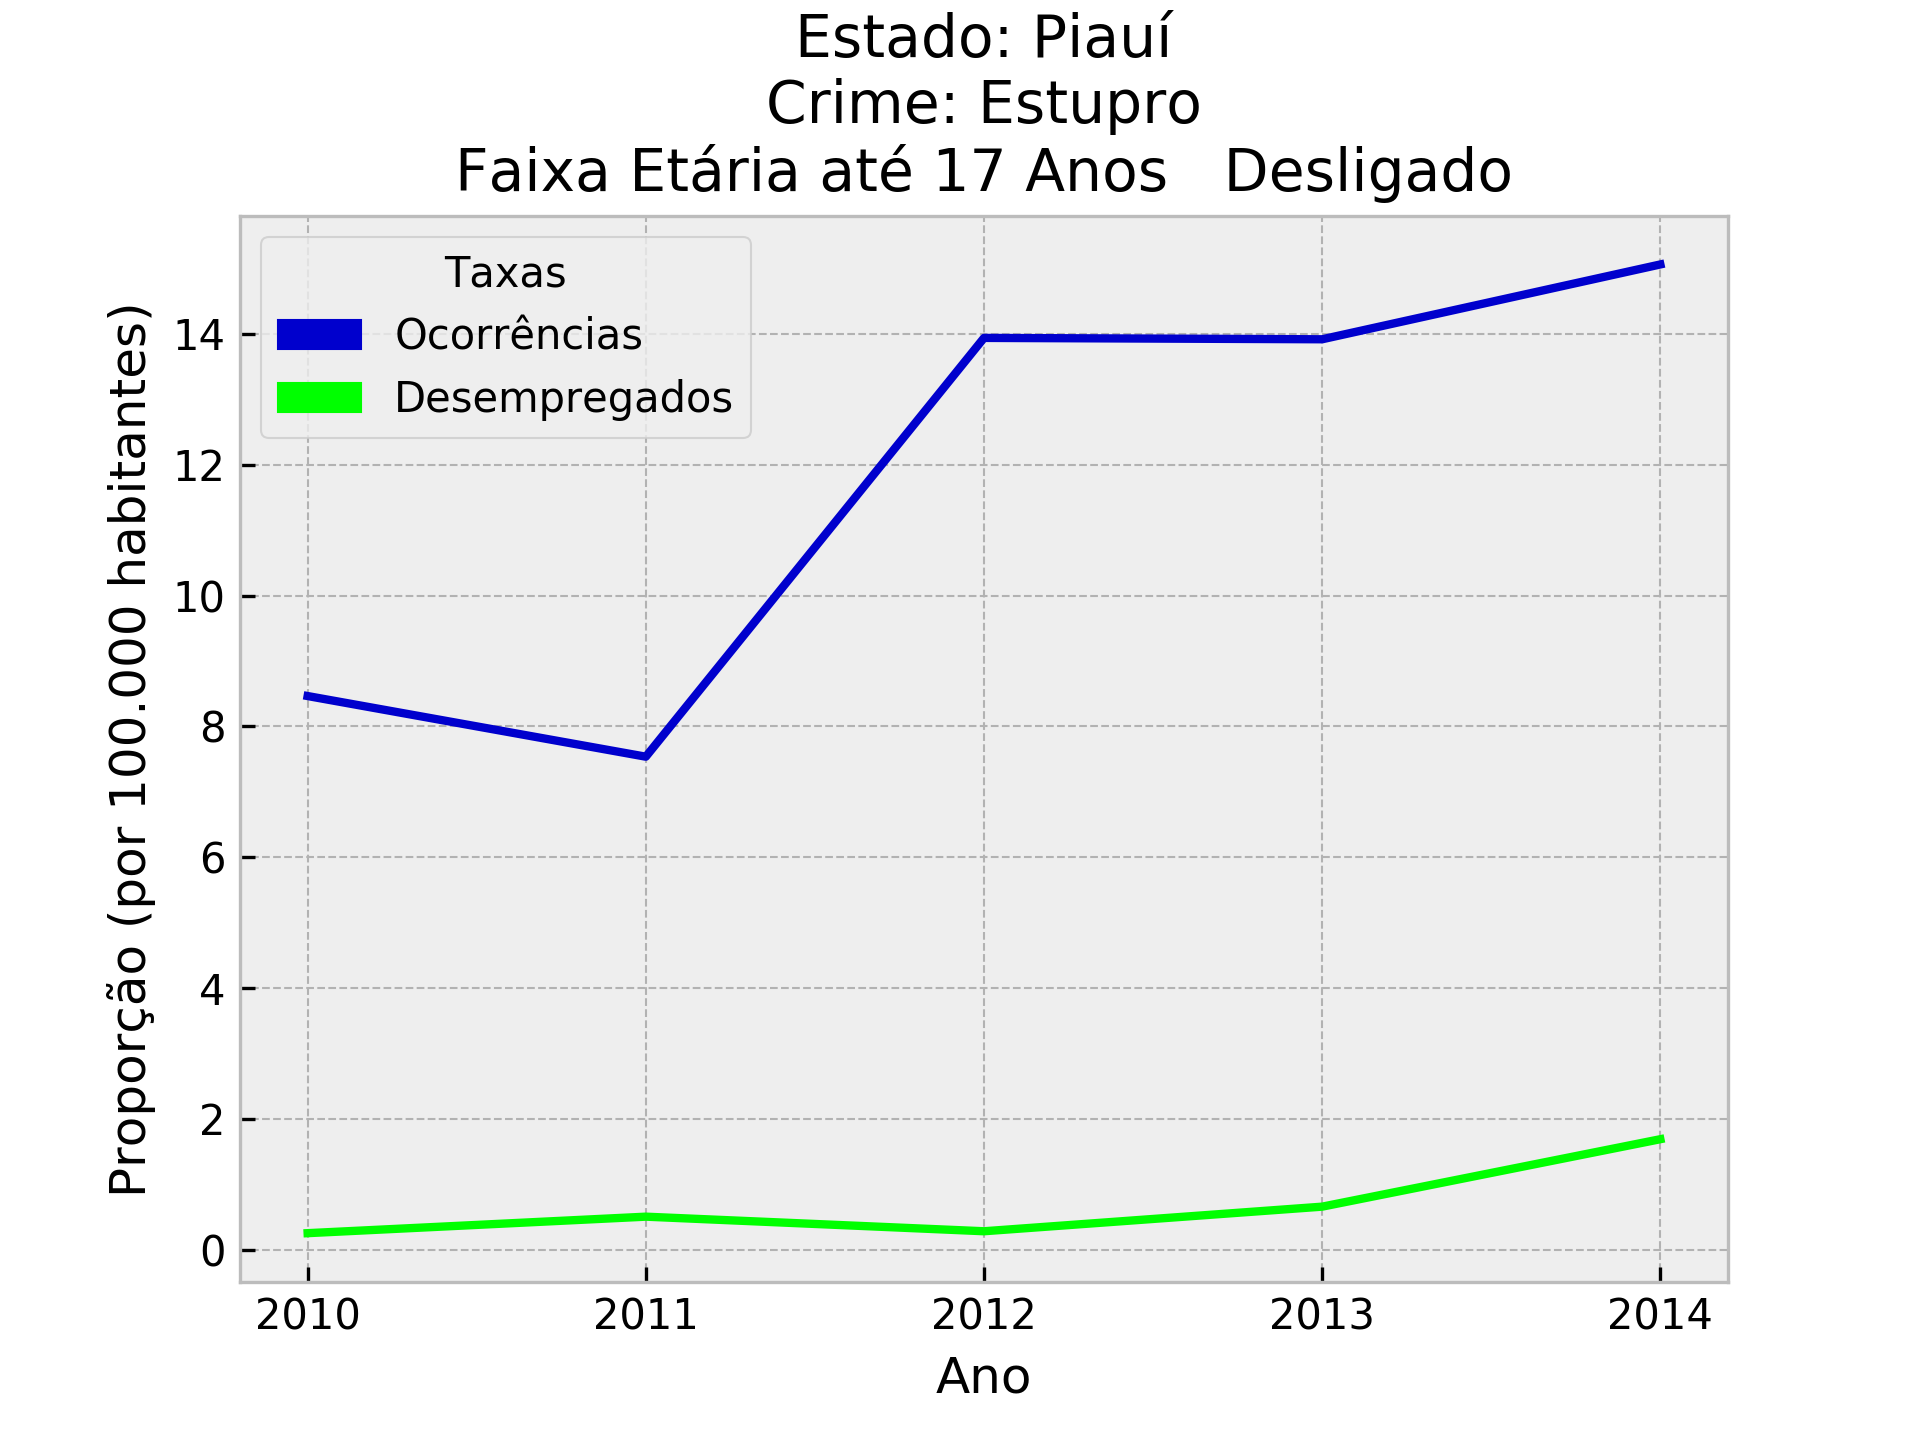 Estado: Piauí
Crime: Estupro
Faixa Etária até 17 Anos   Desligado
Taxas
Ocorrências
Desempregados
Proporção (por 100.000 habitantes)
14
12
10
8
6
4
2
0
2010 2011 2012 2013 2014
Ano